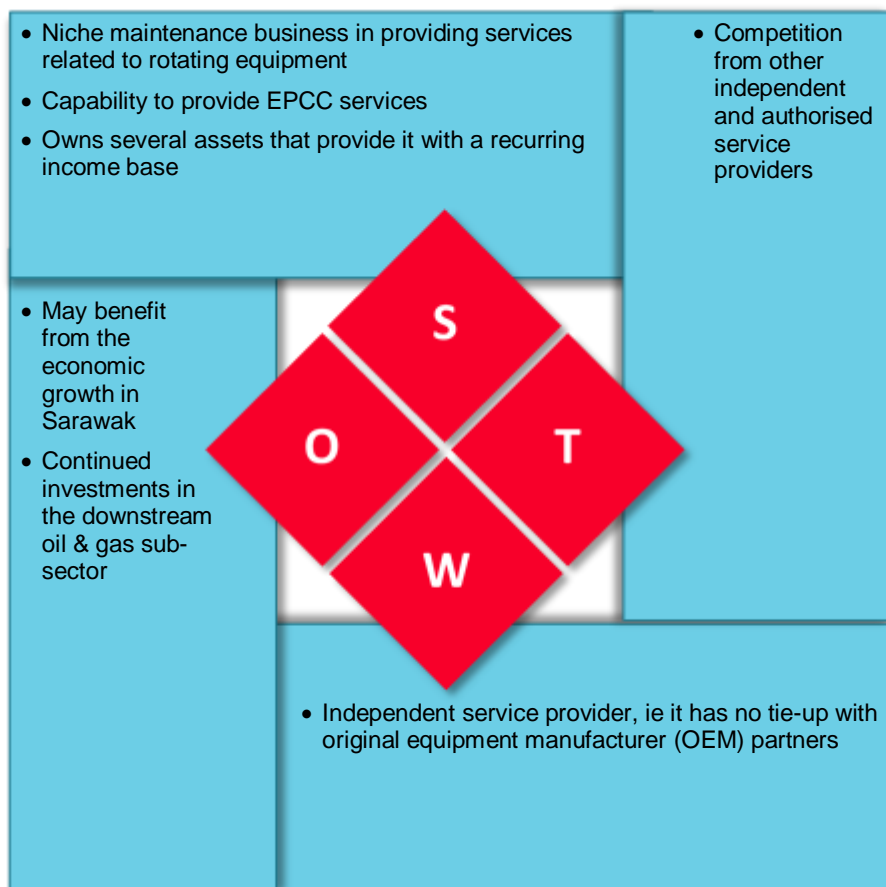 • Niche maintenance business in providing services
related to rotating equipment
• Capability to provide EPCC services
• Owns several assets that provide it with a recurring
income base
• Competition
from other
independent
and authorised
service
providers
• May benefit
from the
economic
growth in
Sarawak
• Continued
investments in
the downstream
oil & gas sub-
sector
S
O
T
W
• Independent service provider, ie it has no tie-up with
original equipment manufacturer (OEM) partners